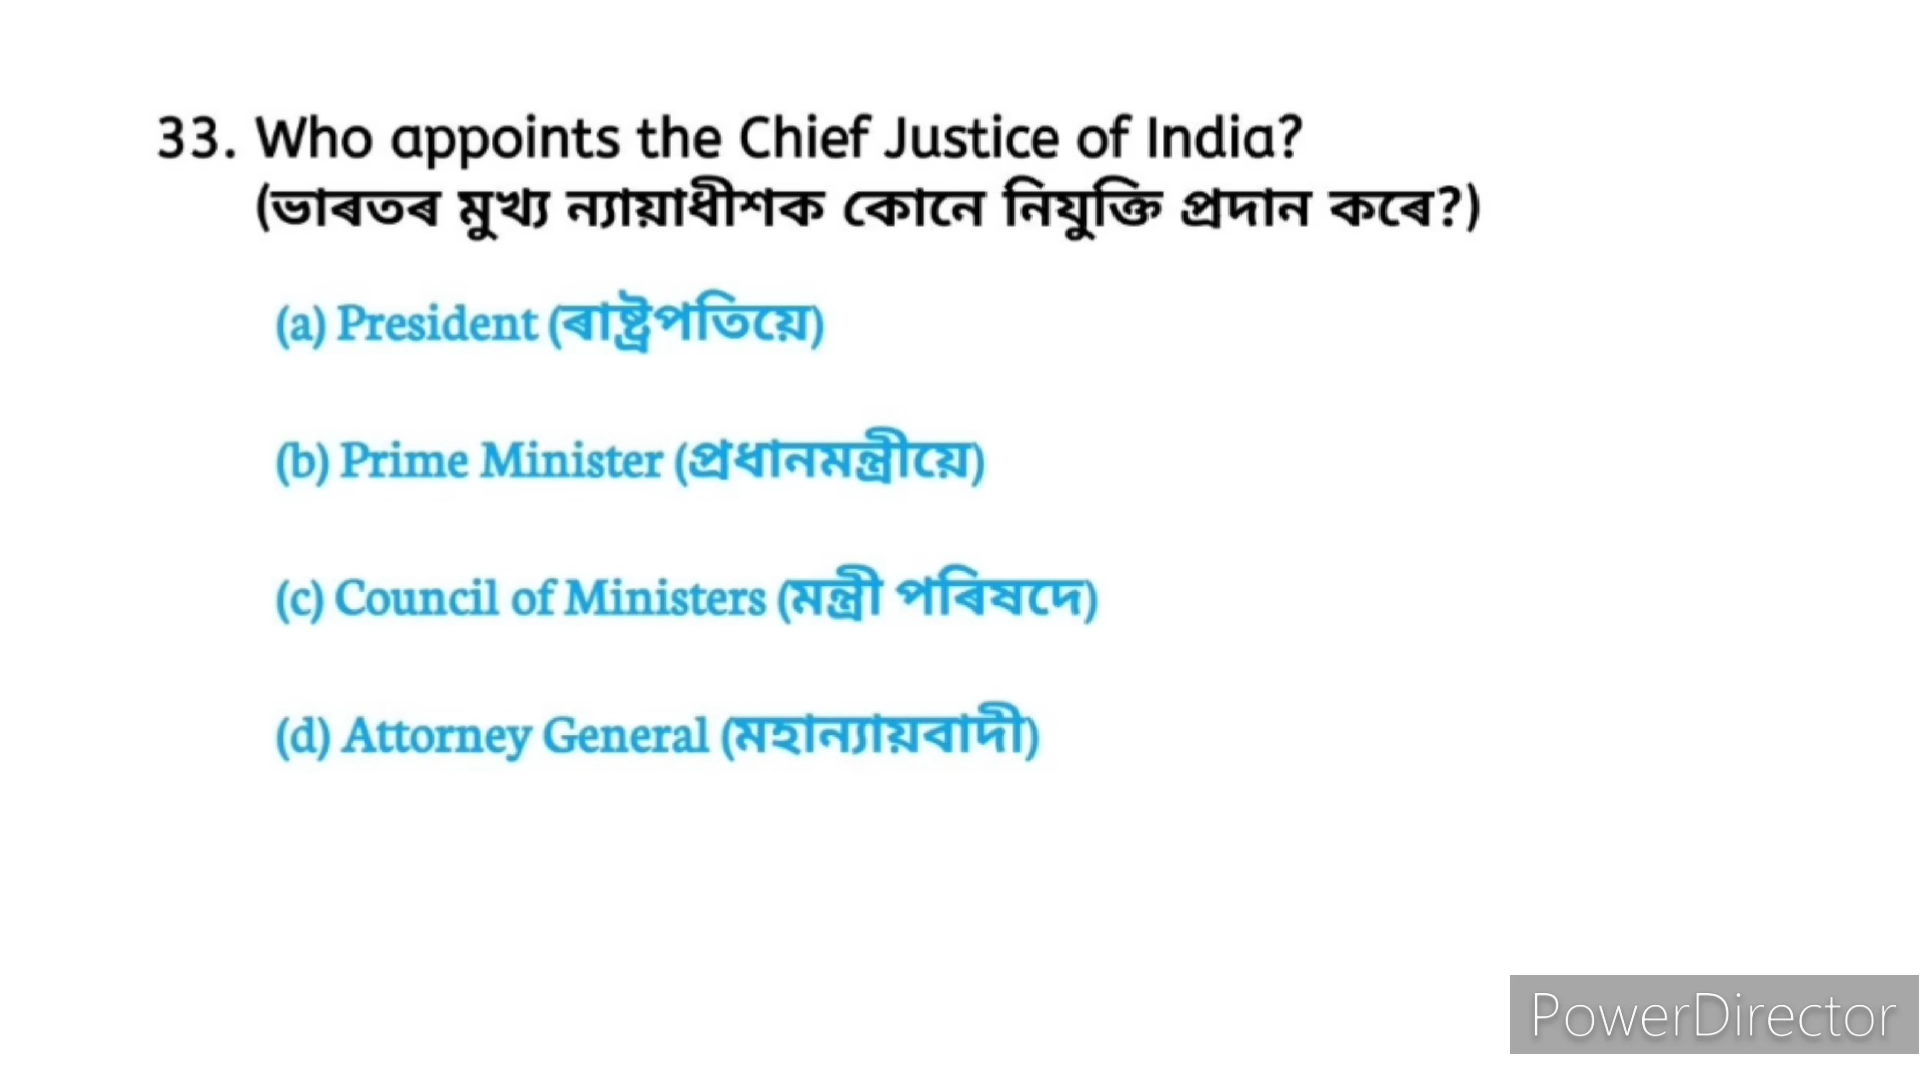 33. Who appoints the Chief Justice of India?
(ভাৰতৰ মুখ্য ন্যায়াধীশক কোনে নিযুক্তি প্ৰদান কৰে?)
(a) President (ৰাষ্ট্ৰপতিয়ে)
(b) Prime Minister (প্ৰধানমন্ত্ৰীয়ে)
(c) Council of Ministers (মন্ত্ৰী পৰিষদে)
(d) Attorney General (মহান্যায়বাদী)
PowerDirector